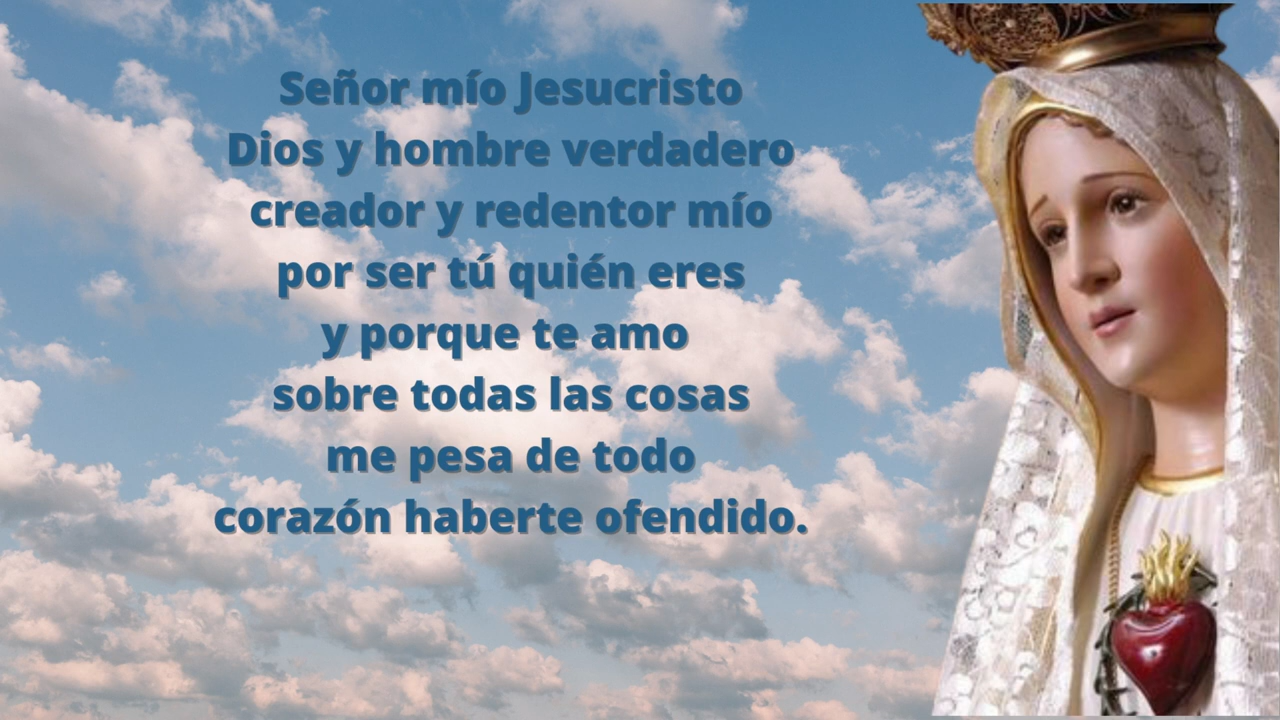 Señor mío Jesucristo
Dios y hombre verdadero
creador y redentor mío
por ser tú quién eres
y porque te amo
sobre todas las cosas
me pesa de todo
corazón haberte ofendido.